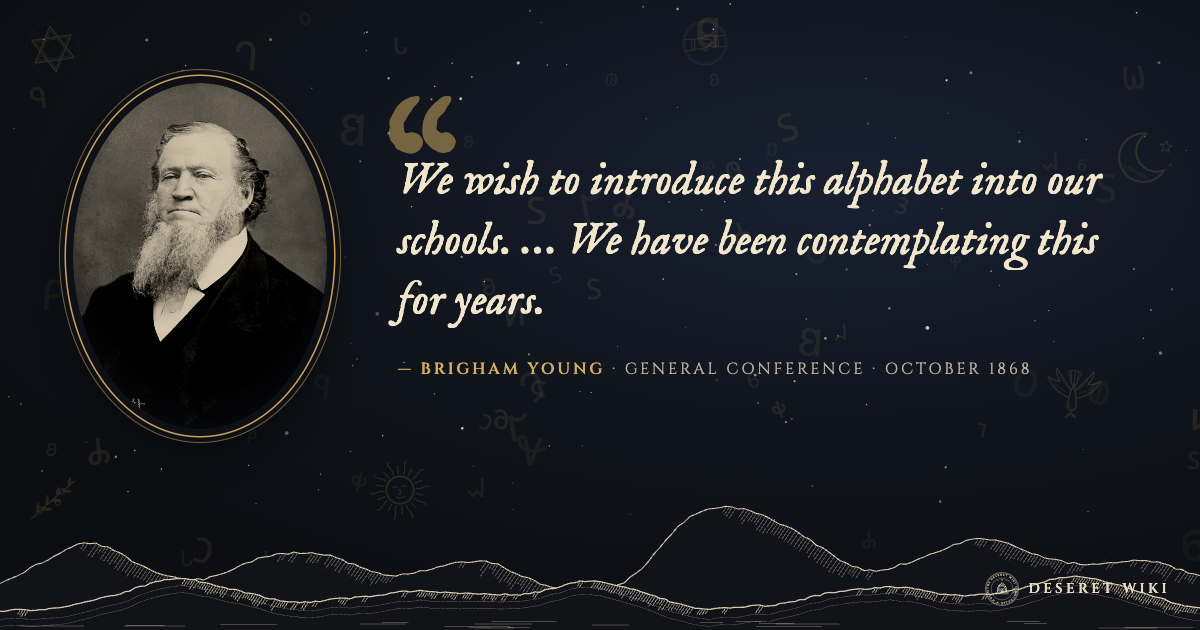 “
We wish to introduce this alphabet into our
schools. ... We have been contemplating this
for years.
— BRIGHAM YOUNG · GENERAL CONFERENCE · OCTOBER 1868
DESERET WIKI